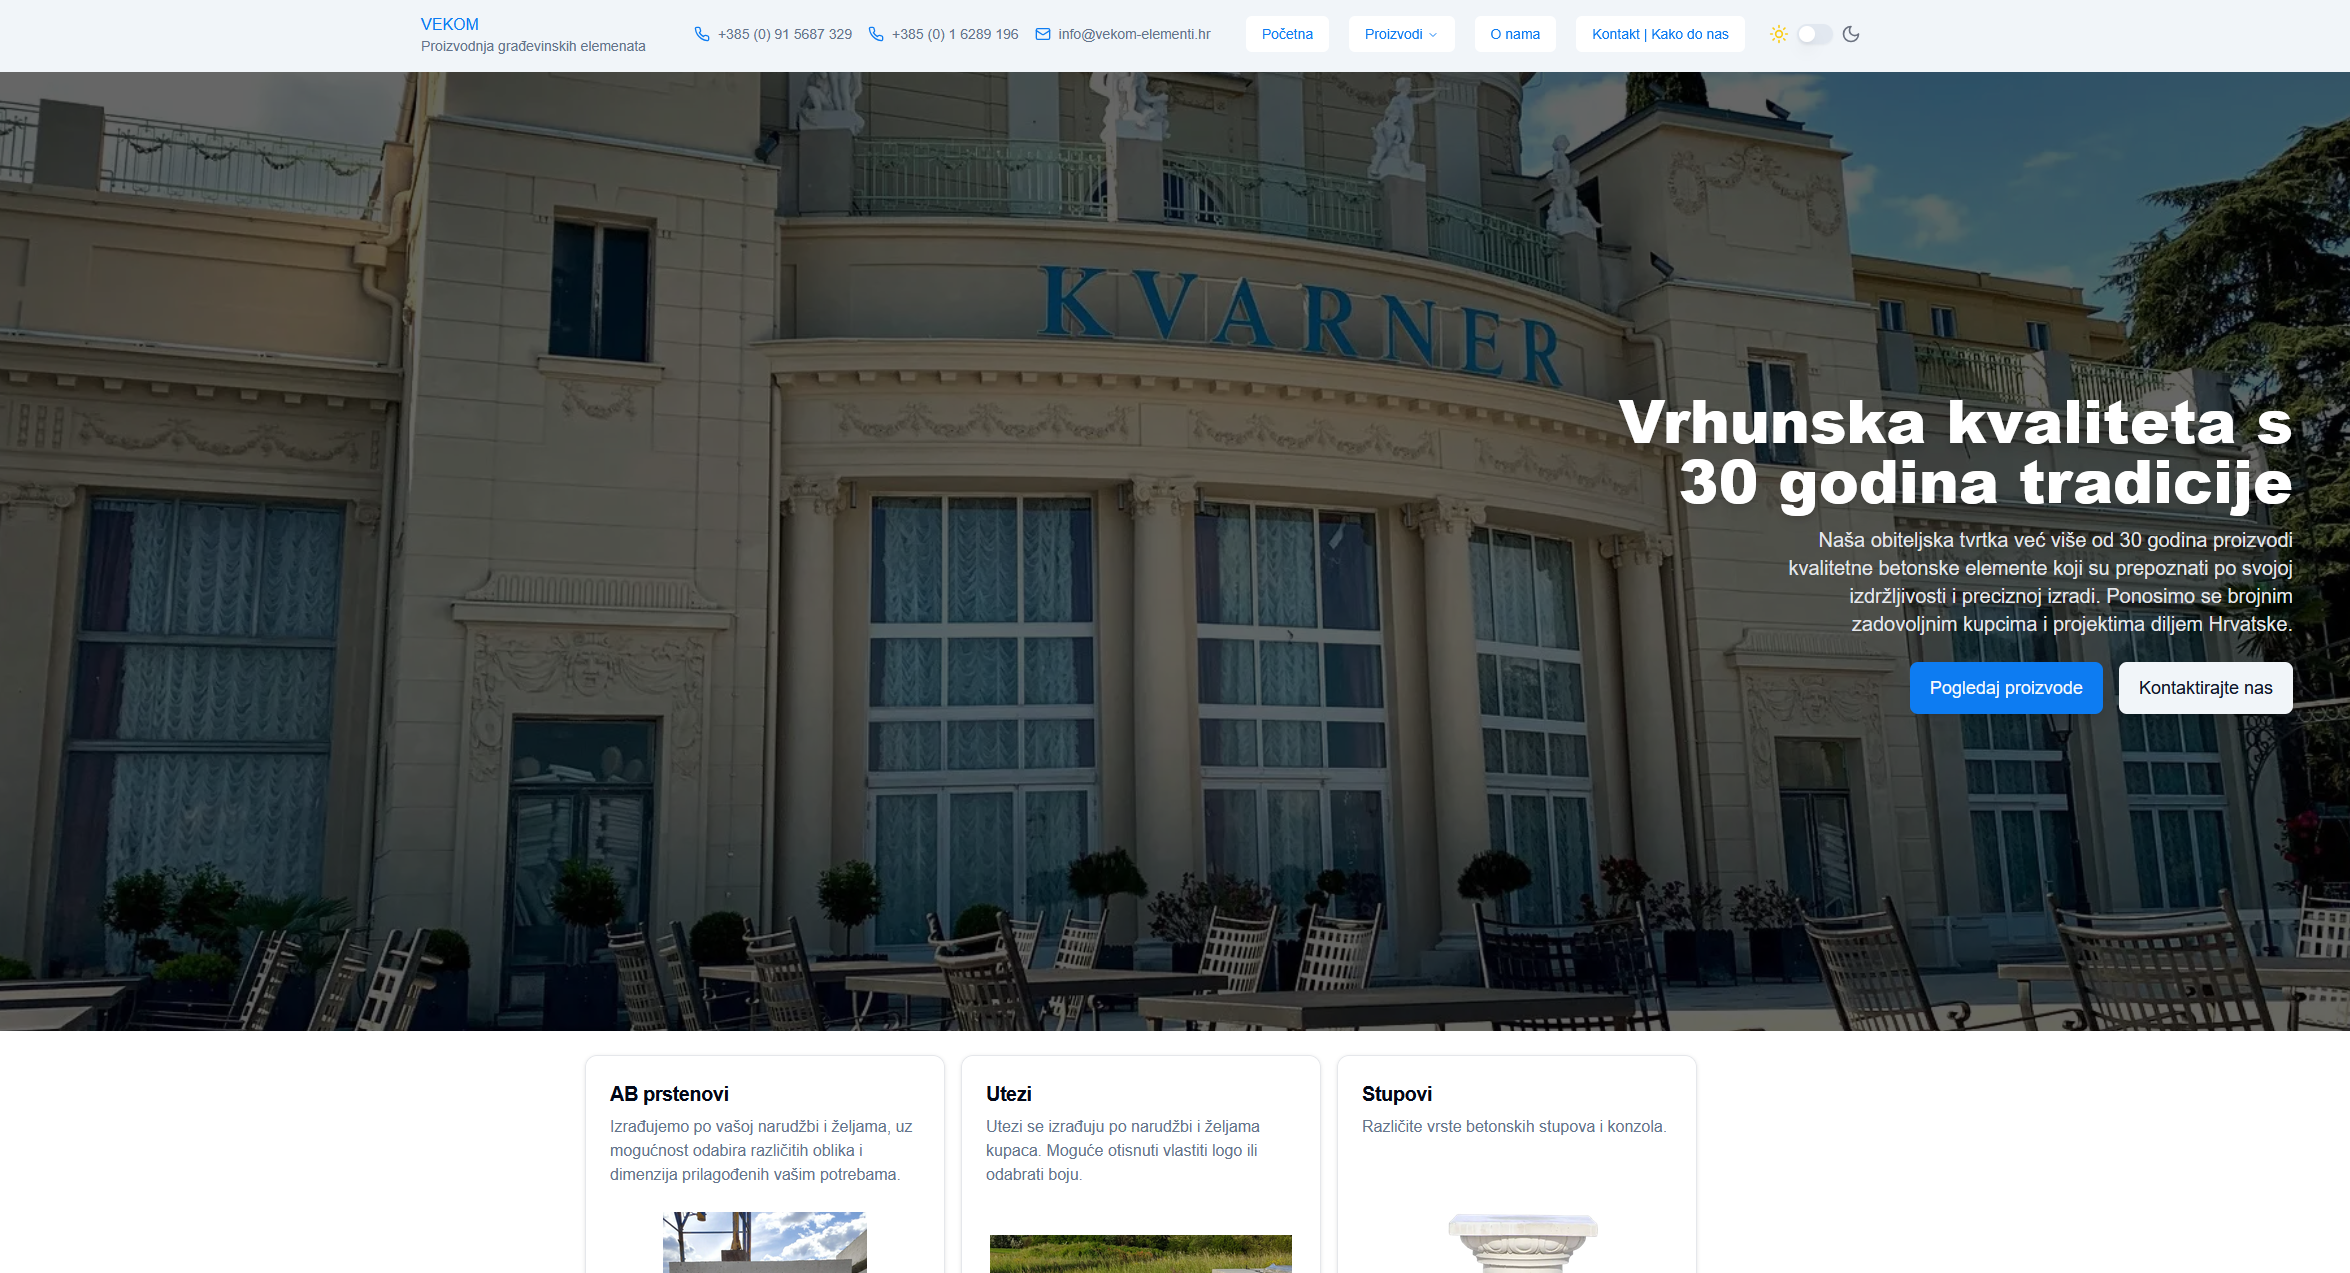 VEKOM
Proizvodnja građevinskih elemenata
+385 (0) 91 5687 329
+385 (0) 1 6289 196
info@vekom-elementi.hr
Početna
Proizvodi
O nama
Kontakt | Kako do nas
KVARNER
Vrhunska kvaliteta s
30 godina tradicije
Naša obiteljska tvrtka već više od 30 godina proizvodi
kvalitetne betonske elemente koji su prepoznati po svojoj
izdržljivosti i preciznoj izradi. Ponosimo se brojnim
zadovoljnim kupcima i projektima diljem Hrvatske.
Pogledaj proizvode
Kontaktirajte nas
AB prstenovi
Izrađujemo po vašoj narudžbi i željama, uz
mogućnost odabira različitih oblika i
dimenzija prilagođenih vašim potrebama.
Utezi
Utezi se izrađuju po narudžbi i željama
kupaca. Moguće otisnuti vlastiti logo ili
odabrati boju.
Stupovi
Različite vrste betonskih stupova i konzola.